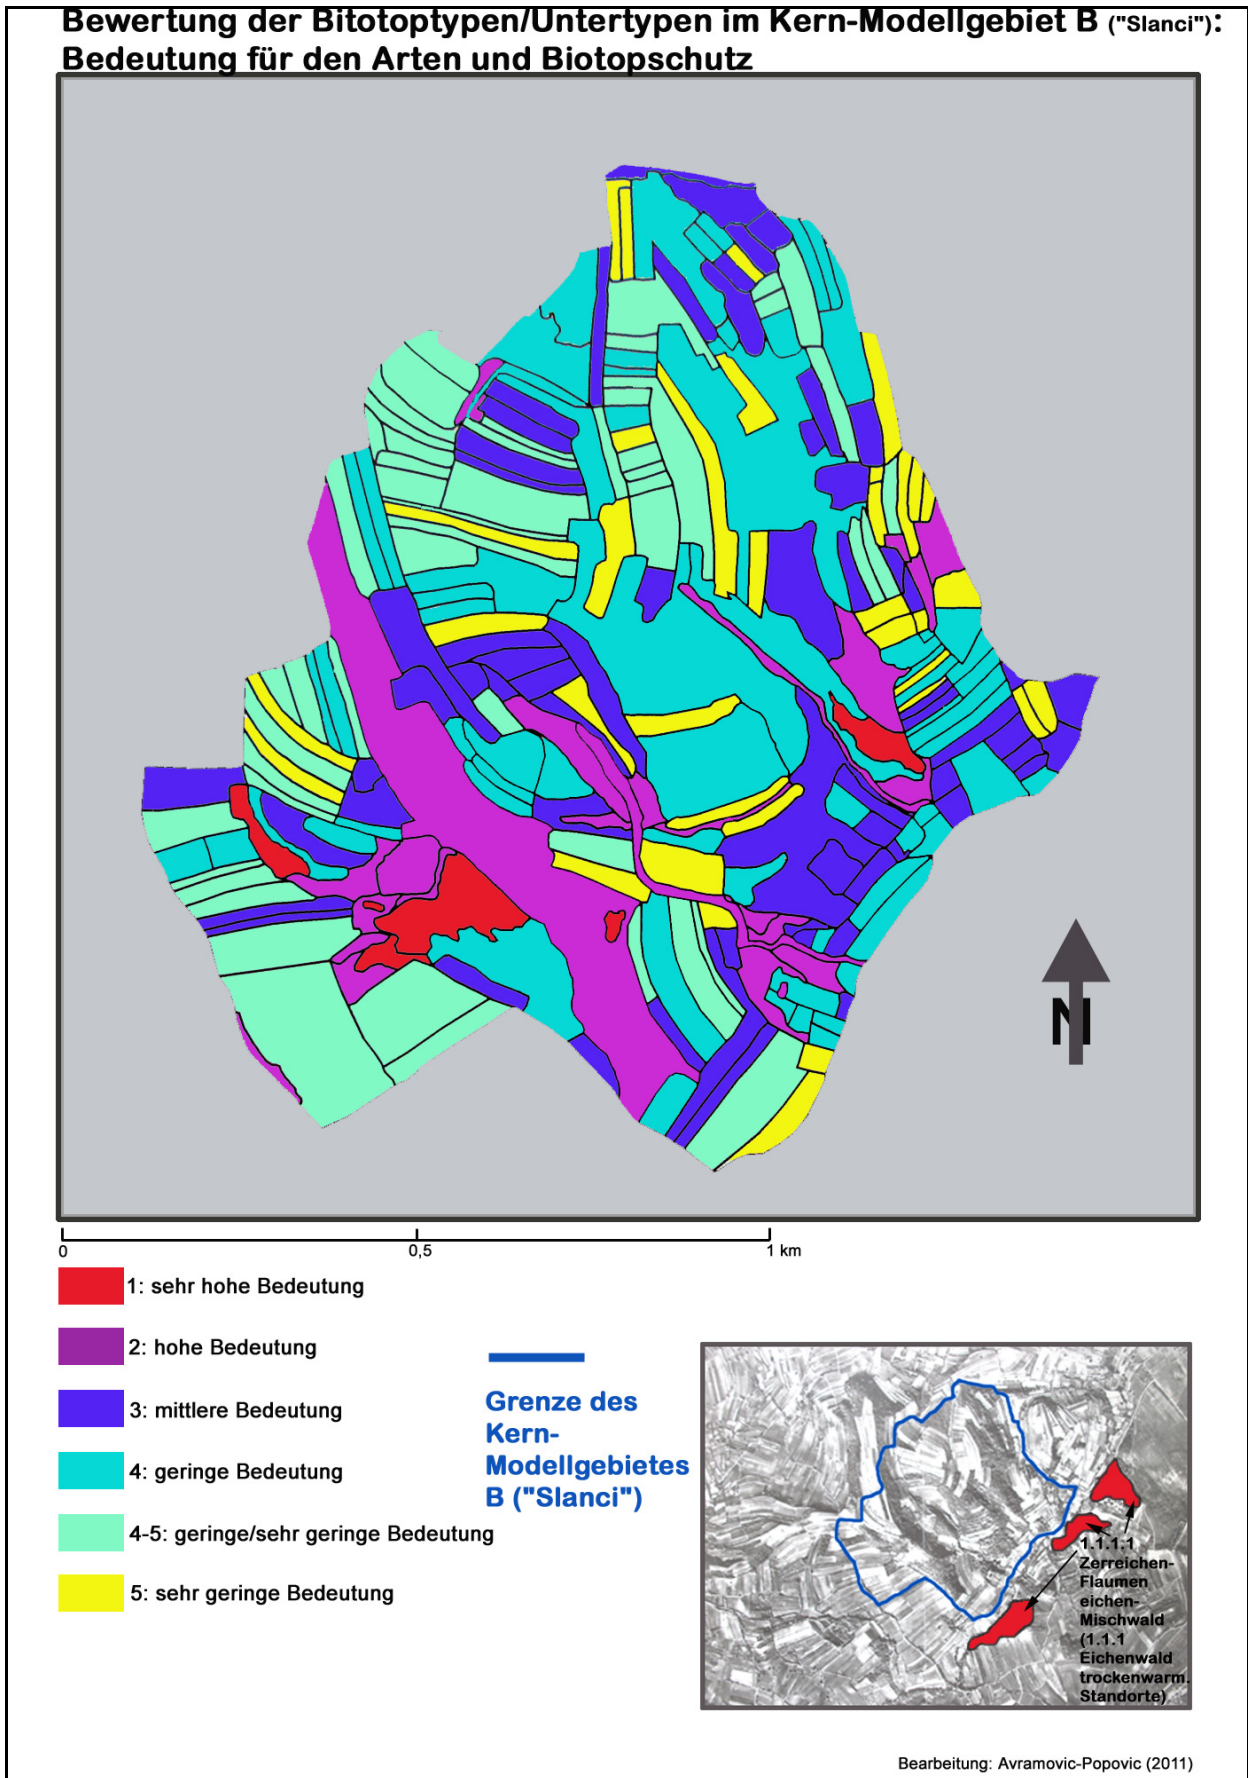 Bewertung der Bitotoptypen/Untertypen im Kern-Modellgebiet B ("Slanci"):
Bedeutung für den Arten und Biotopschutz
N
0
0,5
1 km
1: sehr hohe Bedeutung
2: hohe Bedeutung
3: mittlere Bedeutung
4: geringe Bedeutung
4-5: geringe/sehr geringe Bedeutung
5: sehr geringe Bedeutung
Grenze des
Kern-
Modellgebietes
B ("Slanci")
1.1.1.1
Zerreichen-
Flaumen
eichen-
Mischwald
(1.1.1
Eichenwald
trockenwarm.
Standorte)
Bearbeitung: Avramovic-Popovic (2011)